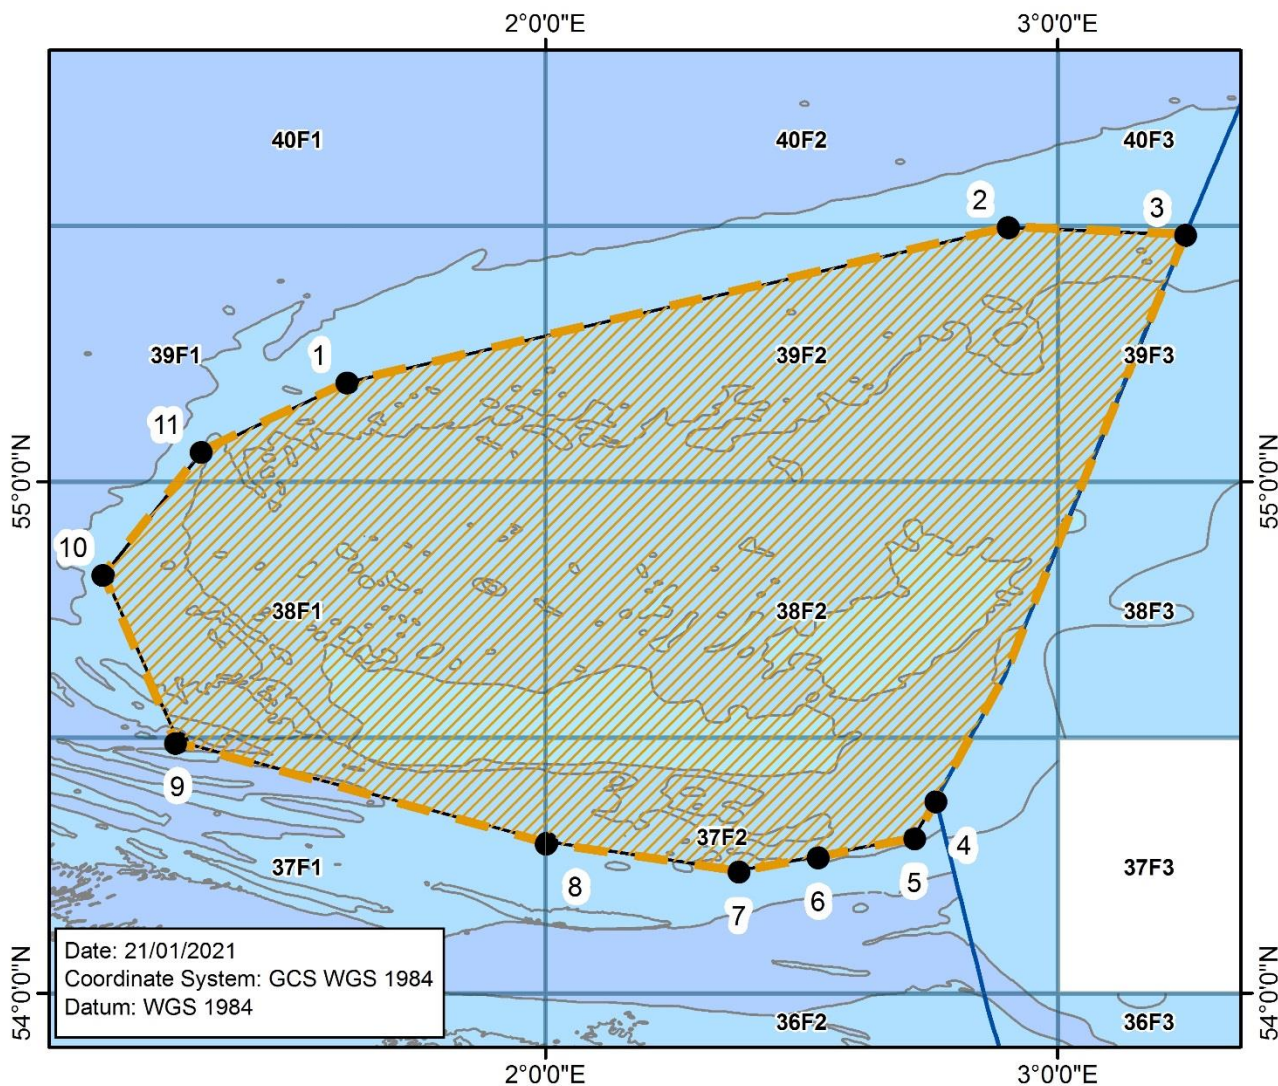 2°0'0"E
3°0'0"E
40F1
40F2
40F3
2
3
39F1
1
39F2
39F3
11
55°0'0"N
55°0'0"N
10
38F1
38F2
38F3
9
37F2
4
37F1
8
7
6
5
37F3
Date: 21/01/2021
Coordinate System: GCS WGS 1984
Datum: WGS 1984
54°0'0"N
54°0'0"N
36F2
36F3
2°0'0"E
3°0'0"E